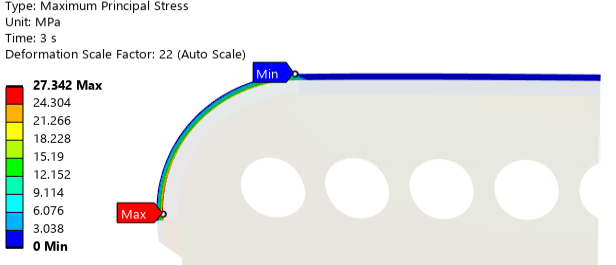 Type: Maximum Principal Stress
Unit: MPa
Time: 3 s
Deformation Scale Factor: 22 (Auto Scale)
Min
27.342 Max
24.304
21.266
18.228
15.19
12.152
9.114
6.076
3.038
0 Min
Max